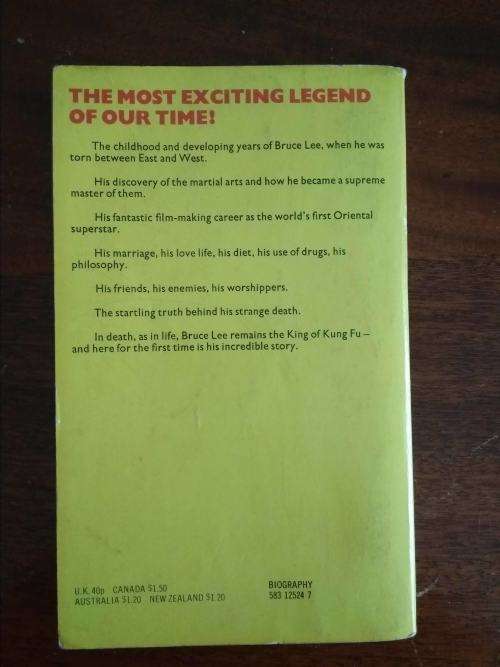 THE MOST EXCITING LEGEND
OF OUR TIME!
The childhood and developing years of Bruce Lee, when he was
torn between East and West.
His discovery of the martial arts and how he became a supreme
master of them.
His fantastic film-making career as the world's first Oriental
superstar.
His marriage, his love life, his diet, his use of drugs, his
philosophy.
His friends, his enemies, his worshippers.
The startling truth behind his strange death.
In death, as in life, Bruce Lee remains the King of Kung Fu –
and here for the first time is his incredible story.
U.K. 40p CANADA $1.50
AUSTRALIA $1.20 NEW ZEALAND $1 20
BIOGRAPHY
583 12524 7